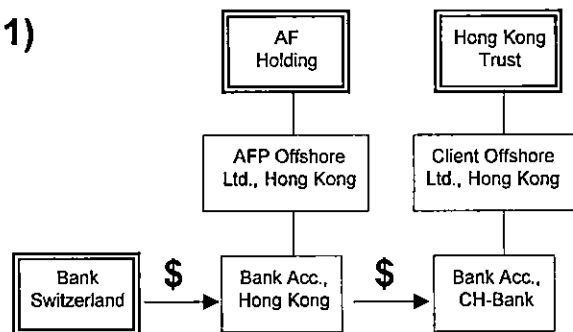 1)
AF
Holding
Hong Kong
Trust
AFP Offshore
Ltd., Hong Kong
Client Offshore
Ltd., Hong Kong
Bank
Switzerland
$
Bank Acc.,
Hong Kong
$
Bank Acc.,
CH-Bank